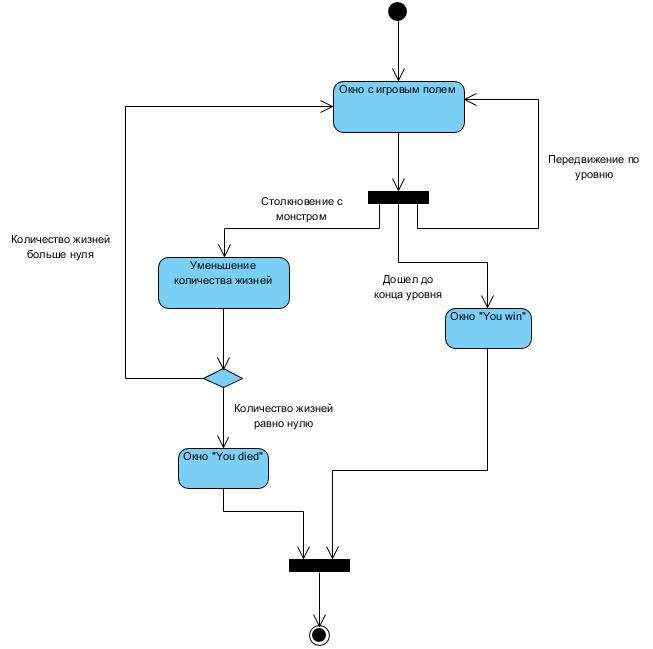 Окно с игровым полем
Передвижение по
уровню
Столкновение с
монстром
Количество жизней
больше нуля
Уменьшение
количества жизней
Дошел до
конца уровня
Окно "You win"
Количество жизней
равно нулю
Окно "You died"